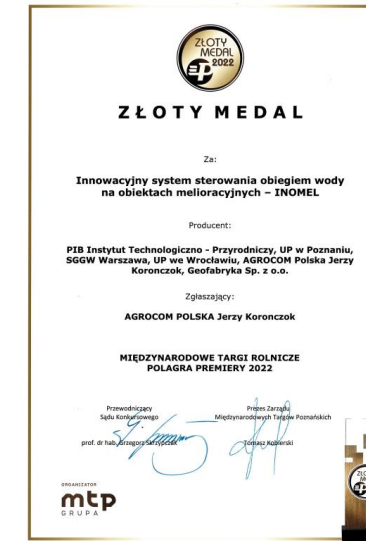 ZŁOTY
MEDAL
2022
ZŁOTY MEDAL
Za:
Innowacyjny system sterowania obiegiem wody
na obiektach melioracyjnych – INOMEL
Producent:
PIB Instytut Technologiczno - Przyrodniczy, UP w Poznaniu,
SGGW Warszawa, UP we Wrocławiu, AGROCOM Polska Jerzy
Koronczok, Geofabryka Sp. z o.o.
Zgłaszający:
AGROCOM POLSKA Jerzy Koronczok
MIĘDZYNARODOWE TARGI ROLNICZE
POLAGRA PREMIERY 2022
Przewodniczący
Sądu Konkursowego
prof. dr hab. Grzegorz Skrzypczak
Prezes Zarządu
Międzynarodowych Targów Poznańskich
Tomasz Kobierski
ORGANIZATOR
mtp
GRUPA